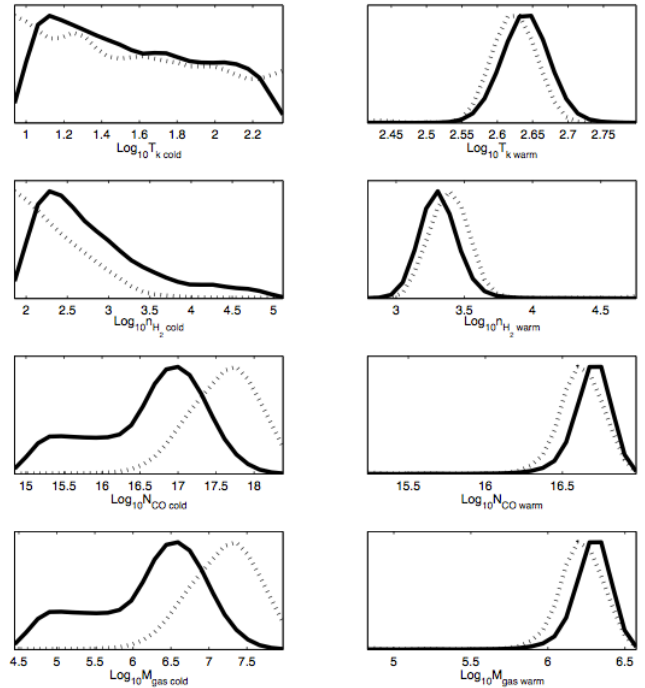 1 1.2 1.4 1.6 1.8 2 2.2
Log10Tk cold
2.45 2.5 2.55 2.6 2.65 2.7 2.75
Log10Tk warm
2 2.5 3 3.5 4 4.5 5
Log10nH2 cold
3 3.5 4 4.5
Log10nH2 warm
15 15.5 16 16.5 17 17.5 18
Log10NCO cold
15.5 16 16.5
Log10NCO warm
4.5 5 5.5 6 6.5 7 7.5
Log10Mgas cold
5 5.5 6 6.5
Log10Mgas warm